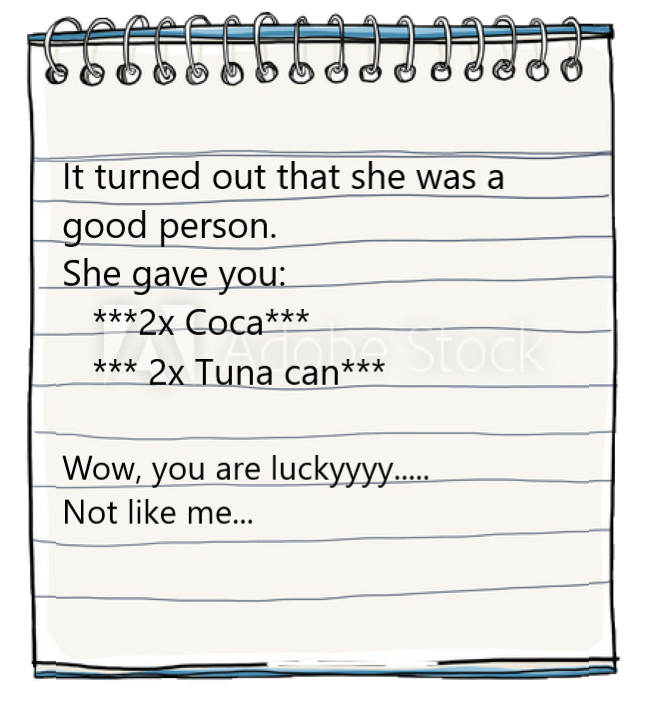 It turned out that she was a
good person.
She gave you:
***2x Coca***
*** 2x Tuna can***
Adobe Stock
Wow, you are luckyyyy.....
Not like me...